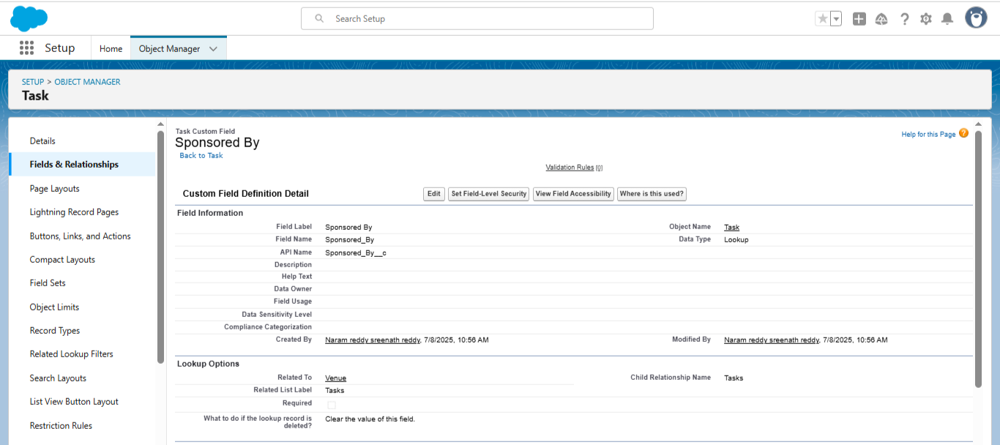 Search Setup
Setup Home Object Manager
SETUP > OBJECT MANAGER
Task
Details
Fields & Relationships
Page Layouts
Lightning Record Pages
Buttons, Links, and Actions
Compact Layouts
Field Sets
Object Limits
Record Types
Related Lookup Filters
Search Layouts
List View Button Layout
Restriction Rules
Task Custom Field
Sponsored By
Back to Task
Help for this Page ?
Validation Rules [0]
Custom Field Definition Detail Edit Set Field-Level Security View Field Accessibility Where is this used?
Field Information
Field Label Sponsored By Object Name Task
Field Name Sponsored_By Data Type Lookup
API Name Sponsored_By__c
Description
Help Text
Data Owner
Field Usage
Data Sensitivity Level
Compliance Categorization
Created By Naram reddy sreenath reddy, 7/8/2025, 10:56 AM Modified By Naram reddy sreenath reddy, 7/8/2025, 10:56 AM
Lookup Options
Related To Venue Child Relationship Name Tasks
Related List Label Tasks
Required
What to do if the lookup record is
deleted? Clear the value of this field.